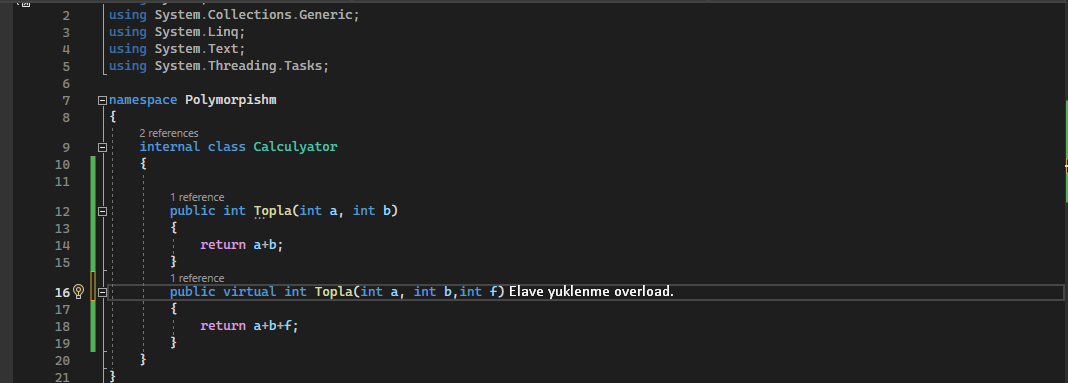 2 using System.Collections.Generic;
3 using System.Linq;
4 using System.Text;
5 using System.Threading.Tasks;
6
7 namespace Polymorpishm
8 {
2 references
9 internal class Calculyator
10 {
11
1 reference
12 public int Topla(int a, int b)
13 {
14 return a+b;
15 }
1 reference
16 public virtual int Topla(int a, int b,int f) Elave yuklenme overload.
17 {
18 return a+b+f;
19 }
20 }
21 }